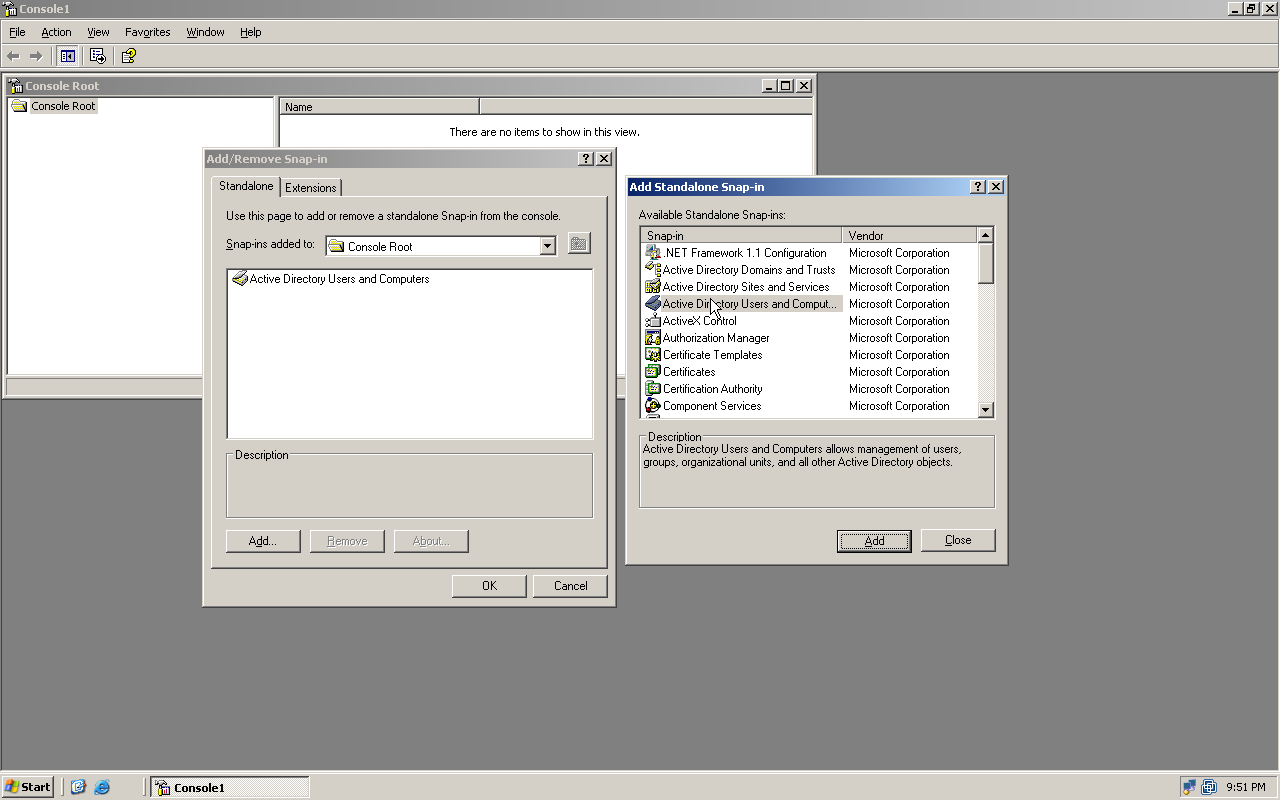 Console1
File Action View Favorites Window Help
Console Root
Console Root
Name
There are no items to show in this view.
Add/Remove Snap-in
Standalone
Extensions
Use this page to add or remove a standalone Snap-in from the console.
Snap-ins added to:
Console Root
Active Directory Users and Computers
Description
Add...
Remove
About...
OK
Cancel
Add Standalone Snap-in
Available Standalone Snap-ins:
Snap-in Vendor
.NET Framework 1.1 Configuration Microsoft Corporation
Active Directory Domains and Trusts Microsoft Corporation
Active Directory Sites and Services Microsoft Corporation
Active Directory Users and Comput... Microsoft Corporation
ActiveX Control Microsoft Corporation
Authorization Manager Microsoft Corporation
Certificate Templates Microsoft Corporation
Certificates Microsoft Corporation
Certification Authority Microsoft Corporation
Component Services Microsoft Corporation
Description
Active Directory Users and Computers allows management of users,
groups, organizational units, and all other Active Directory objects.
Add
Close
Start
Console1
9:51 PM